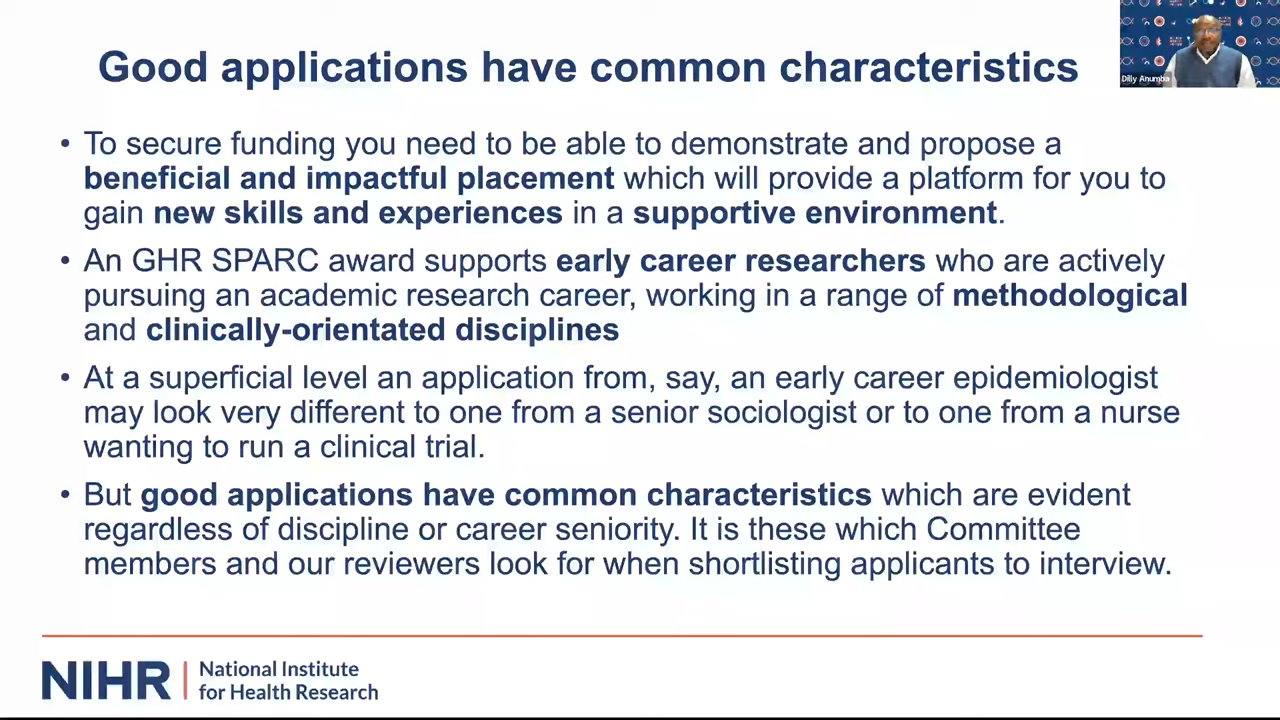 Good applications have common characteristics
Dilly Anumba
• To secure funding you need to be able to demonstrate and propose a
beneficial and impactful placement which will provide a platform for you to
gain new skills and experiences in a supportive environment.
• An GHR SPARC award supports early career researchers who are actively
pursuing an academic research career, working in a range of methodological
and clinically-orientated disciplines
• At a superficial level an application from, say, an early career epidemiologist
may look very different to one from a senior sociologist or to one from a nurse
wanting to run a clinical trial.
• But good applications have common characteristics which are evident
regardless of discipline or career seniority. It is these which Committee
members and our reviewers look for when shortlisting applicants to interview.
NIHR | National Institute
for Health Research